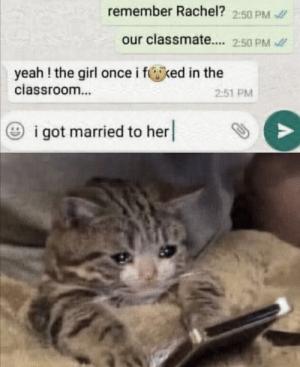 remember Rachel? 2:50 PM
our classmate.... 2:50 PM
yeah ! the girl once i f😲ked in the
classroom...
2:51 PM
i got married to her